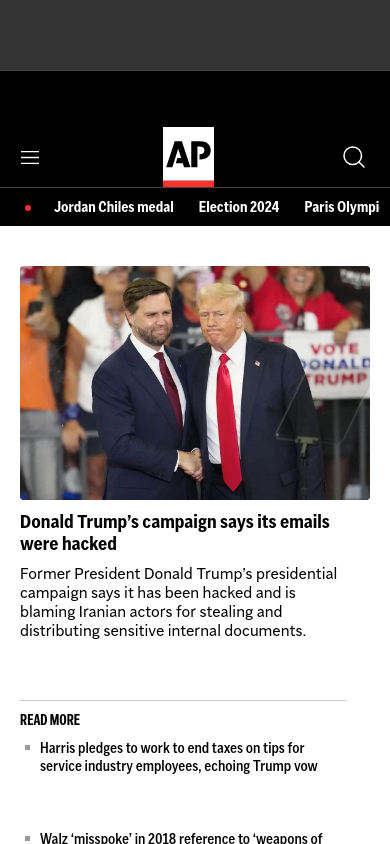 AP
Jordan Chiles medal Election 2024 Paris Olympi
TRUMP
VOTE
DONALD
TRUMP
Donald Trump’s campaign says its emails
were hacked
Former President Donald Trump’s presidential
campaign says it has been hacked and is
blaming Iranian actors for stealing and
distributing sensitive internal documents.
READ MORE
Harris pledges to work to end taxes on tips for
service industry employees, echoing Trump vow
Walz ‘misspoke’ in 2018 reference to ‘weapons of